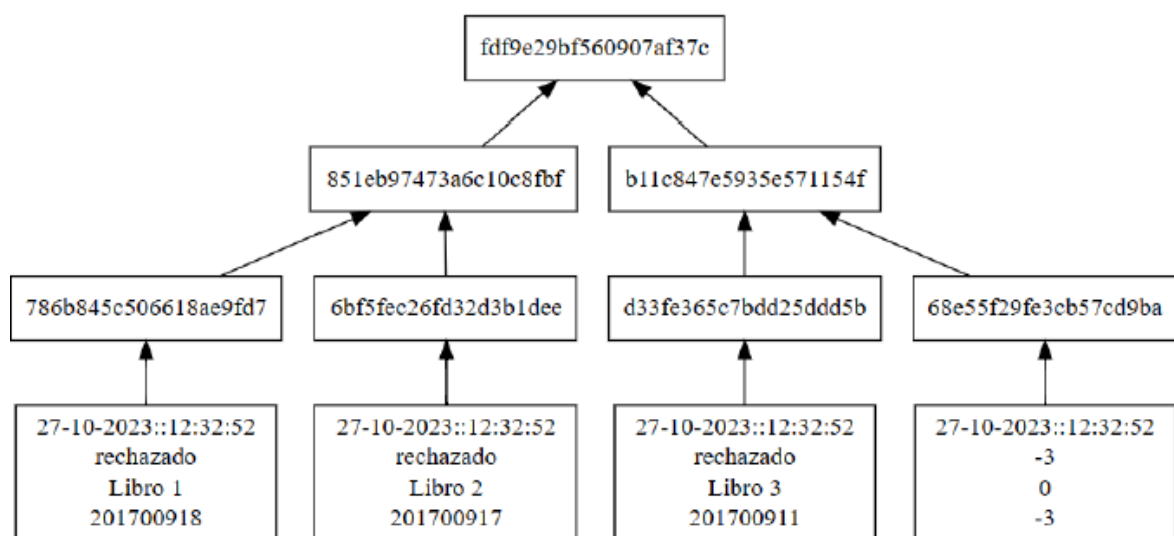 fdf9e29bf560907af37c
851eb97473a6c10c8fbf
b11c847e5935e571154f
786b845c506618ae9fd7
6bf5fec26fd32d3b1dee
d33fe365c7bdd25ddd5b
68e55f29fe3cb57cd9ba
27-10-2023::12:32:52
rechazado
Libro 1
201700918
27-10-2023::12:32:52
rechazado
Libro 2
201700917
27-10-2023::12:32:52
rechazado
Libro 3
201700911
27-10-2023::12:32:52
-3
0
-3